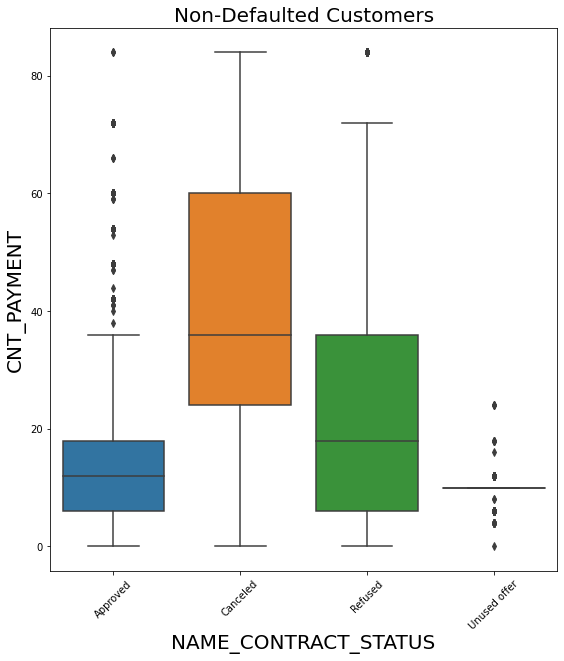 Non-Defaulted Customers
CNT_PAYMENT
80
60
40
20
0
Approved
Canceled
Refused
Unused offer
NAME_CONTRACT_STATUS